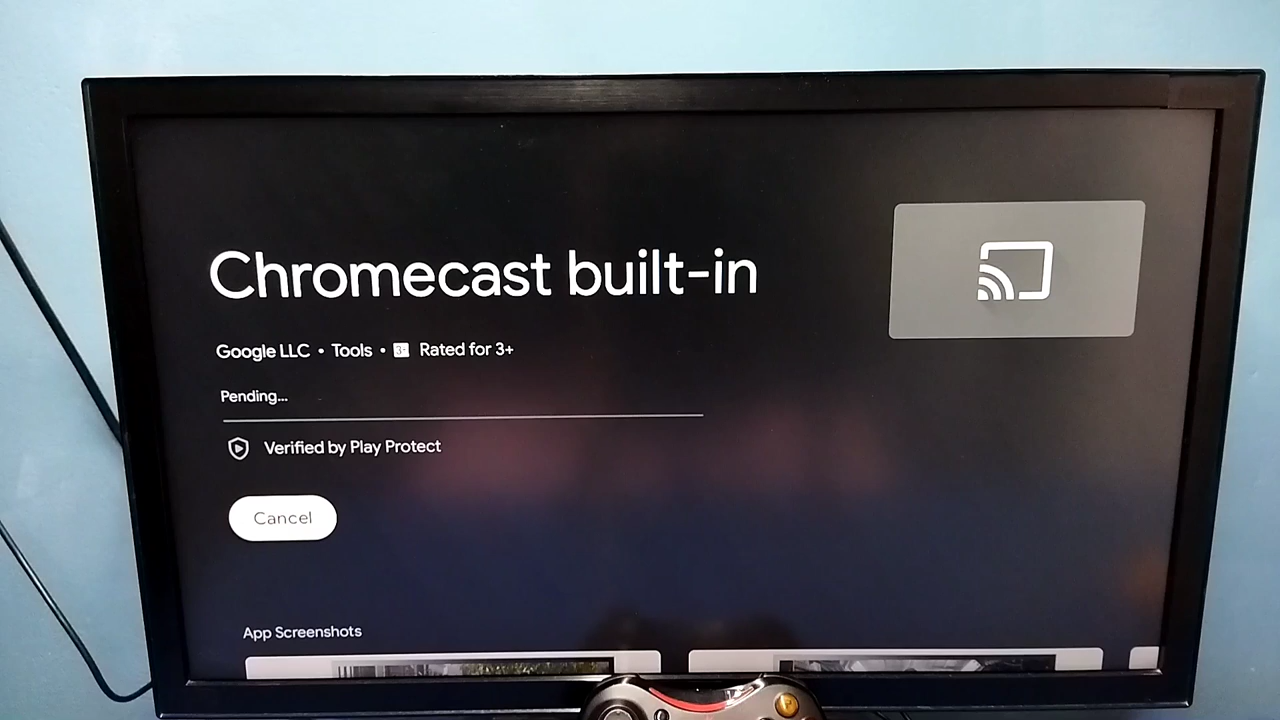 Chromecast built-in
Google LLC • Tools • 3+ Rated for 3+
Pending...
Verified by Play Protect
Cancel
App Screenshots